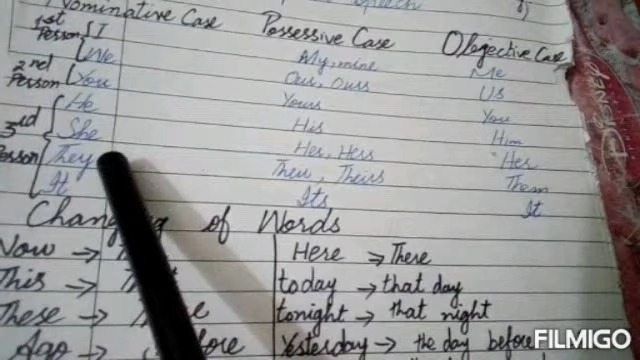 Speech
Nominative Case Possessive Case Objective Case
1st Person I My, mine Me
We Our, Ours Us
2nd Person You Yours You
3rd Person He His Him
She Her, Hers Her
They Their, Theirs Them
It Its It
Changing of Words
Now → Here → There
This → today → that day
These → tonight → that night
Ago → Yesterday → the day before
FILMIGO